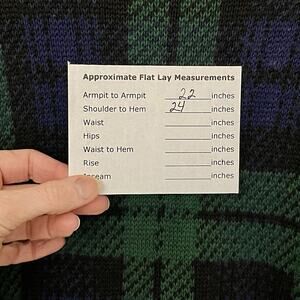 Approximate Flat Lay Measurements
Armpit to Armpit 22 inches
Shoulder to Hem 24 inches
Waist inches
Hips inches
Waist to Hem inches
Rise inches
inches